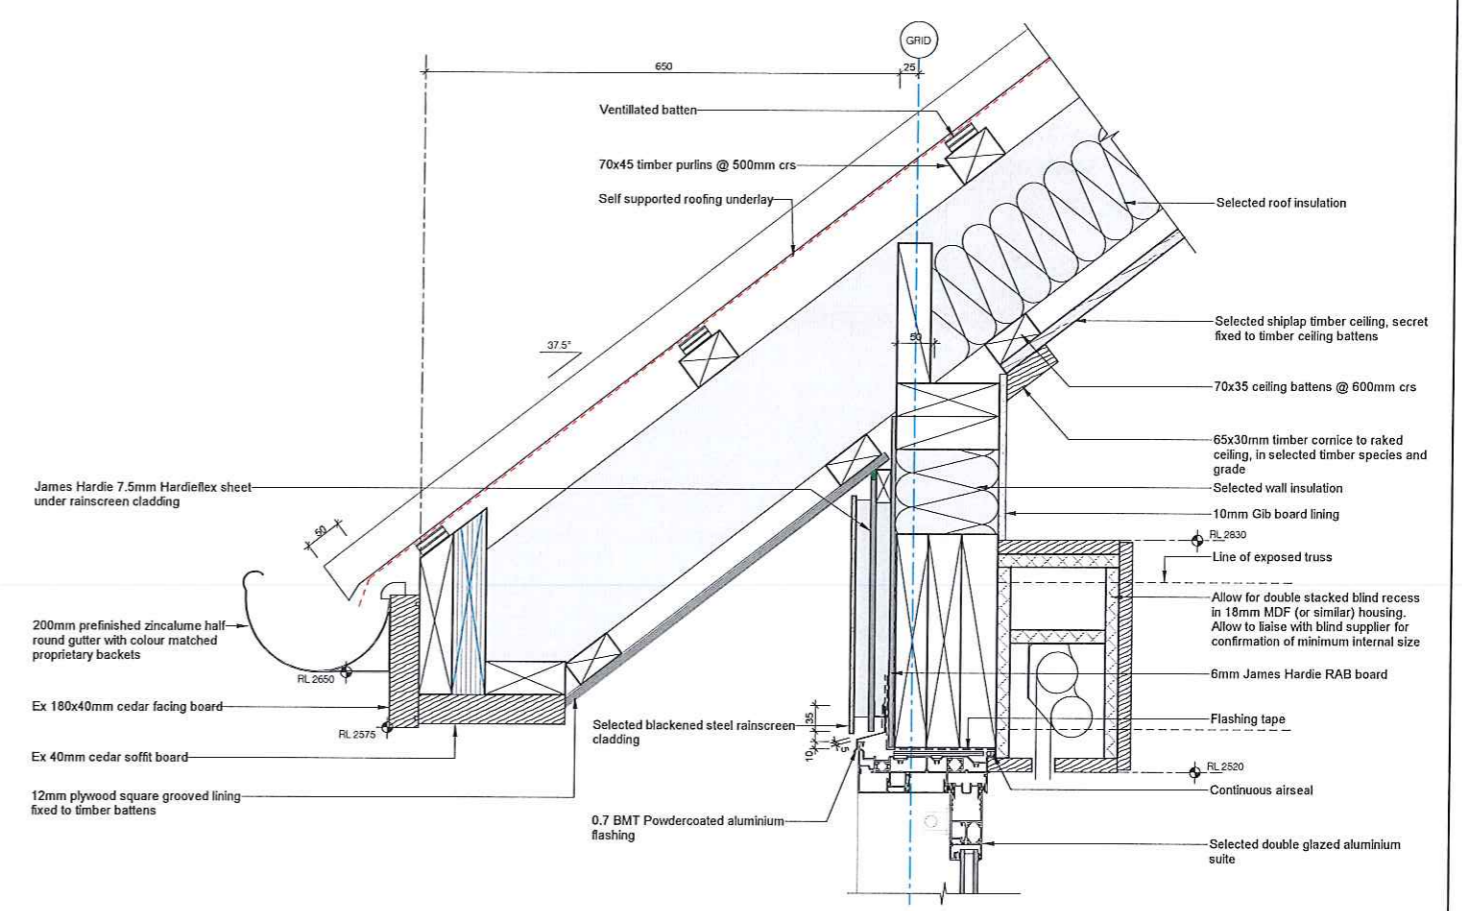 GRID
650
25
Ventillated batten
70x45 timber purlins @ 500mm crs
Self supported roofing underlay
Selected roof insulation
37.5°
50
Selected shiplap timber ceiling, secret
fixed to timber ceiling battens
70x35 ceiling battens @ 600mm crs
65x30mm timber cornice to raked
ceiling, in selected timber species and
grade
James Hardie 7.5mm Hardieflex sheet
under rainscreen cladding
Selected wall insulation
10mm Gib board lining
50
RL 2830
Line of exposed truss
Allow for double stacked blind recess
in 18mm MDF (or similar) housing.
Allow to liaise with blind supplier for
confirmation of minimum internal size
200mm prefinished zincalume half
round gutter with colour matched
proprietary backets
RL 2650
6mm James Hardie RAB board
Ex 180x40mm cedar facing board
RL 2575
Selected blackened steel rainscreen
cladding
35
5
10
Flashing tape
Ex 40mm cedar soffit board
RL 2520
Continuous airseal
12mm plywood square grooved lining
fixed to timber battens
0.7 BMT Powdercoated aluminium
flashing
Selected double glazed aluminium
suite